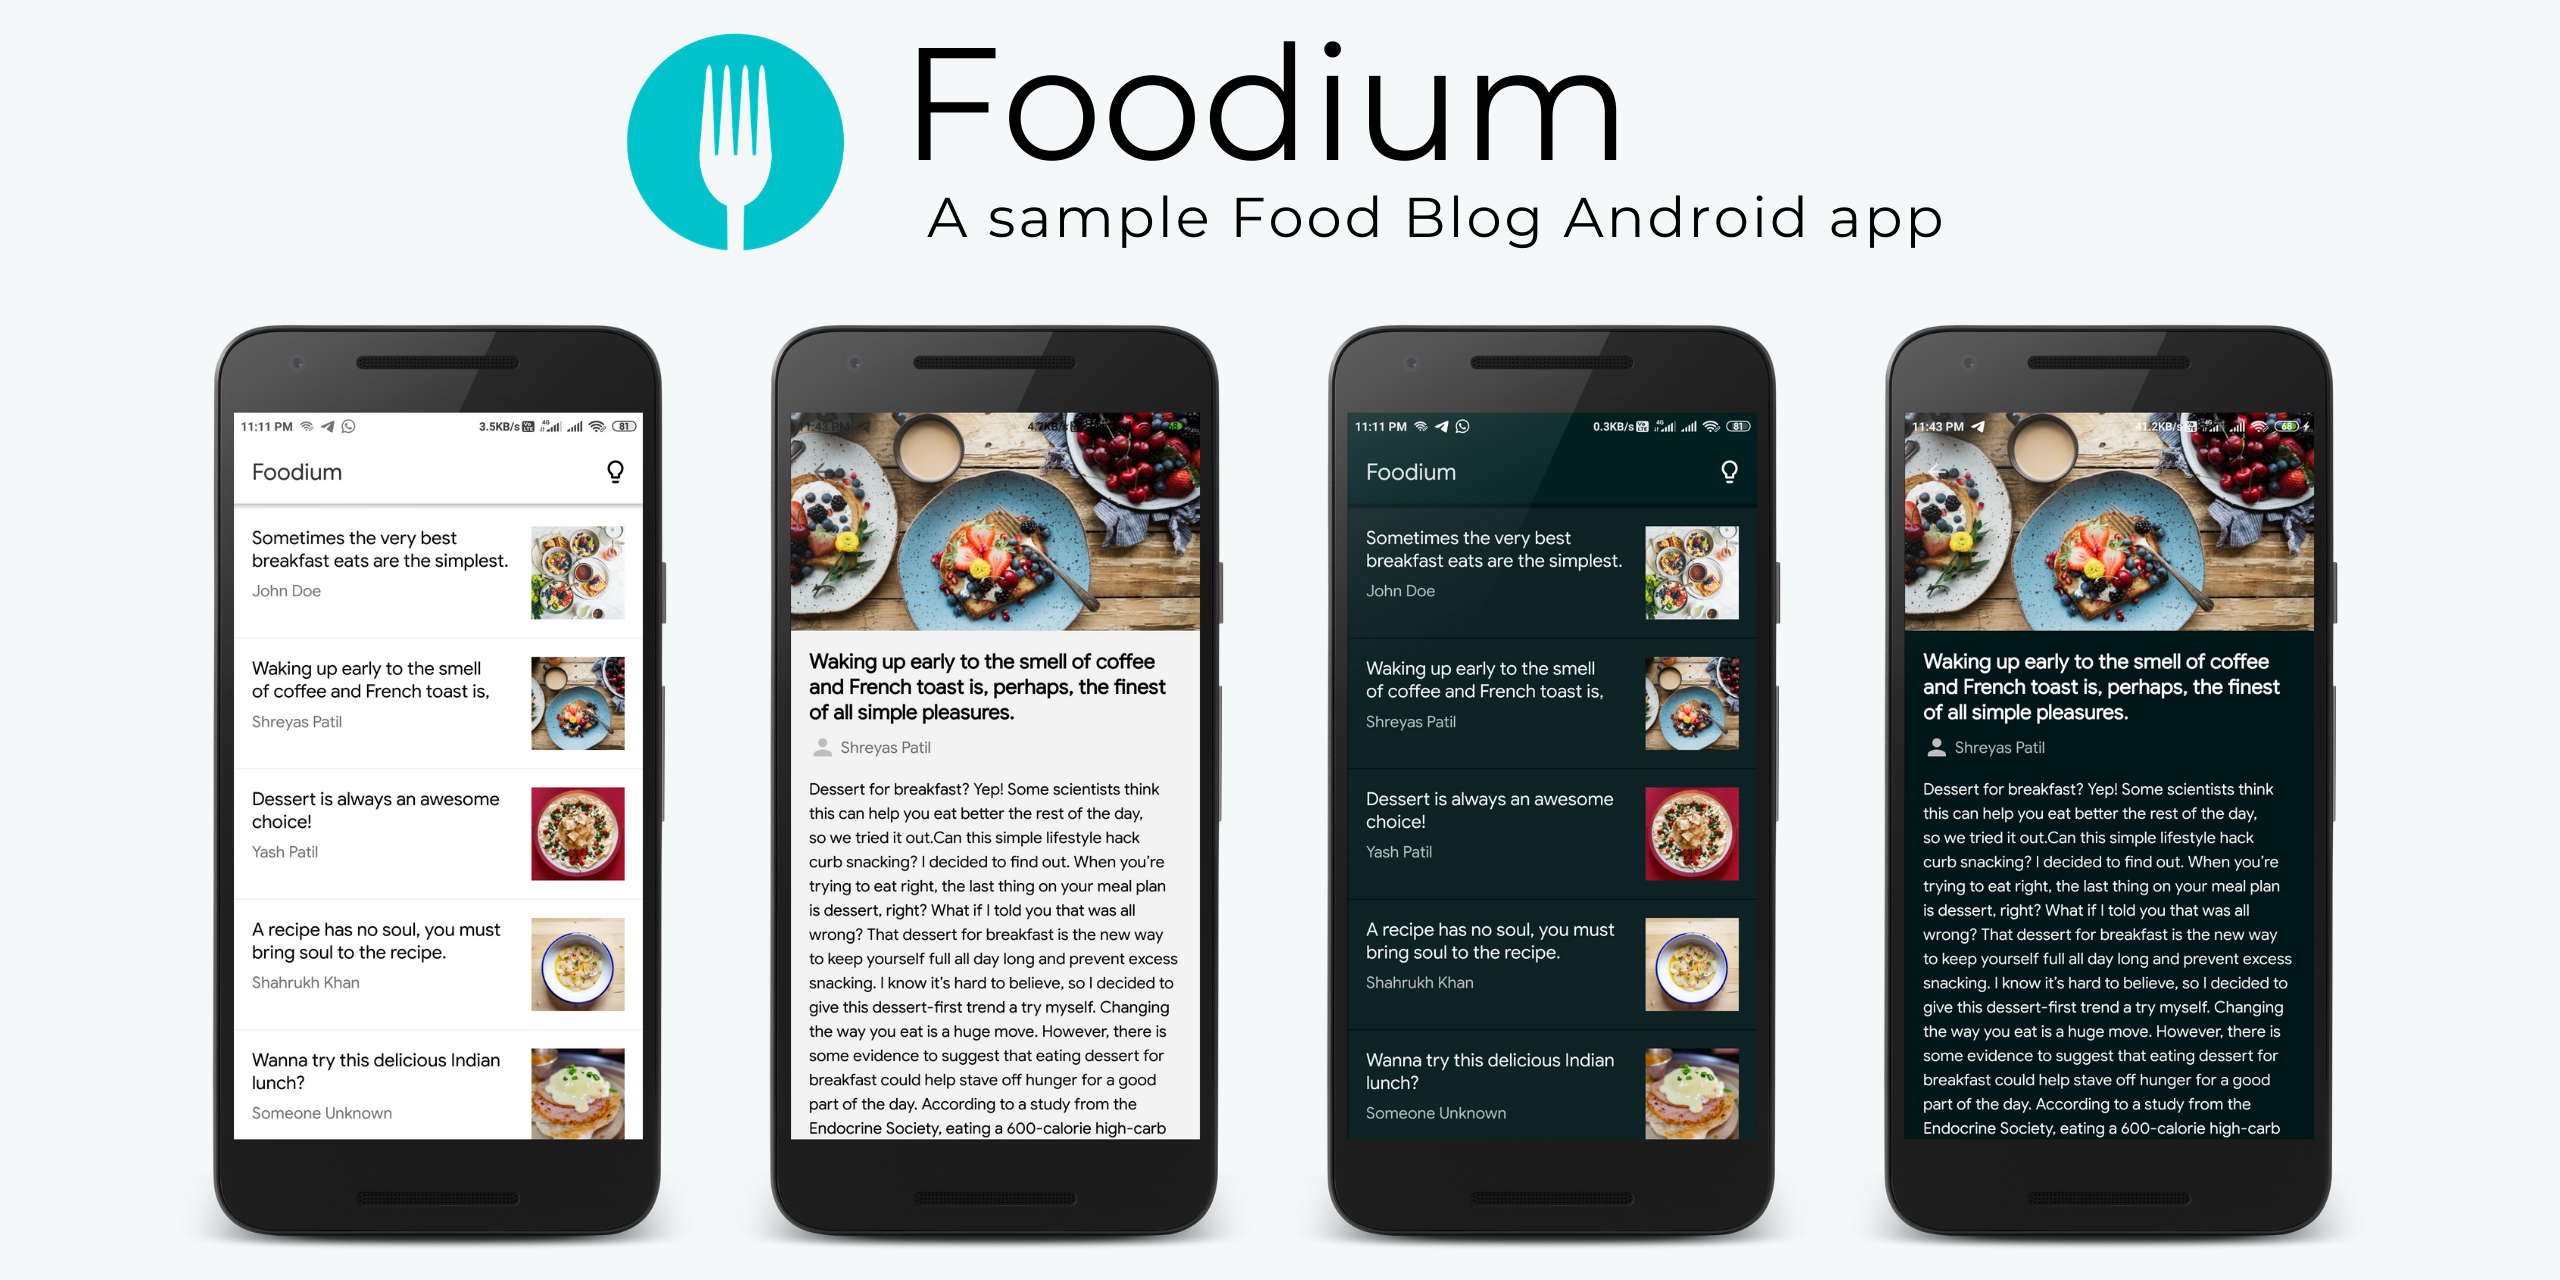 Foodium
A sample Food Blog Android app
11:11 PM 3.5KB/s 4G 81
Foodium
Sometimes the very best
breakfast eats are the simplest.
John Doe
Waking up early to the smell
of coffee and French toast is,
Shreyas Patil
Dessert is always an awesome
choice!
Yash Patil
A recipe has no soul, you must
bring soul to the recipe.
Shahrukh Khan
Wanna try this delicious Indian
lunch?
Someone Unknown
11:43 PM
Waking up early to the smell of coffee
and French toast is, perhaps, the finest
of all simple pleasures.
Shreyas Patil
Dessert for breakfast? Yep! Some scientists think
this can help you eat better the rest of the day,
so we tried it out.Can this simple lifestyle hack
curb snacking? I decided to find out. When you’re
trying to eat right, the last thing on your meal plan
is dessert, right? What if I told you that was all
wrong? That dessert for breakfast is the new way
to keep yourself full all day long and prevent excess
snacking. I know it’s hard to believe, so I decided to
give this dessert-first trend a try myself. Changing
the way you eat is a huge move. However, there is
some evidence to suggest that eating dessert for
breakfast could help stave off hunger for a good
part of the day. According to a study from the
Endocrine Society, eating a 600-calorie high-carb
11:11 PM 0.3KB/s 4G 81
Foodium
Sometimes the very best
breakfast eats are the simplest.
John Doe
Waking up early to the smell
of coffee and French toast is,
Shreyas Patil
Dessert is always an awesome
choice!
Yash Patil
A recipe has no soul, you must
bring soul to the recipe.
Shahrukh Khan
Wanna try this delicious Indian
lunch?
Someone Unknown
11:43 PM 41.2KB/s 68
Waking up early to the smell of coffee
and French toast is, perhaps, the finest
of all simple pleasures.
Shreyas Patil
Dessert for breakfast? Yep! Some scientists think
this can help you eat better the rest of the day,
so we tried it out.Can this simple lifestyle hack
curb snacking? I decided to find out. When you’re
trying to eat right, the last thing on your meal plan
is dessert, right? What if I told you that was all
wrong? That dessert for breakfast is the new way
to keep yourself full all day long and prevent excess
snacking. I know it’s hard to believe, so I decided to
give this dessert-first trend a try myself. Changing
the way you eat is a huge move. However, there is
some evidence to suggest that eating dessert for
breakfast could help stave off hunger for a good
part of the day. According to a study from the
Endocrine Society, eating a 600-calorie high-carb